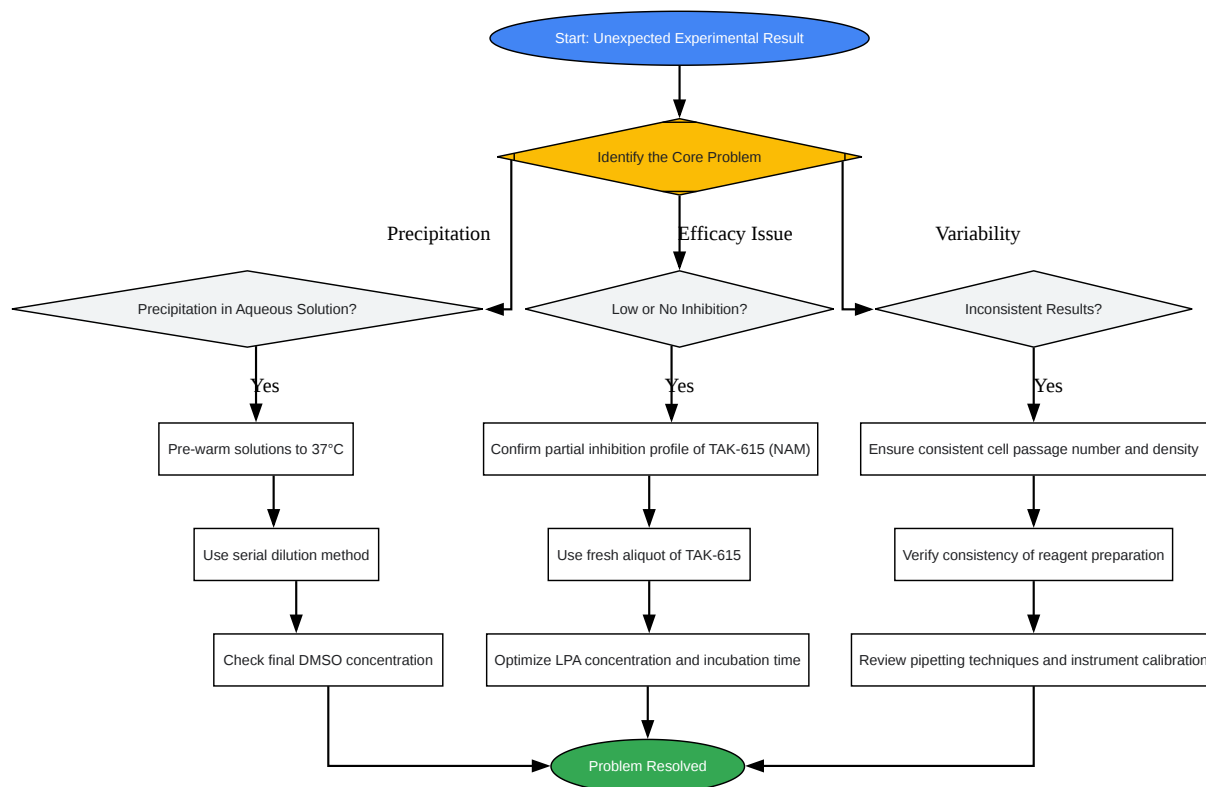 Start: Unexpected Experimental Result
Identify the Core Problem
Precipitation
Efficacy Issue
Variability
Precipitation in Aqueous Solution?
Low or No Inhibition?
Inconsistent Results?
Yes
Yes
Yes
Pre-warm solutions to 37°C
Confirm partial inhibition profile of TAK-615 (NAM)
Ensure consistent cell passage number and density
Use serial dilution method
Use fresh aliquot of TAK-615
Verify consistency of reagent preparation
Check final DMSO concentration
Optimize LPA concentration and incubation time
Review pipetting techniques and instrument calibration
Problem Resolved